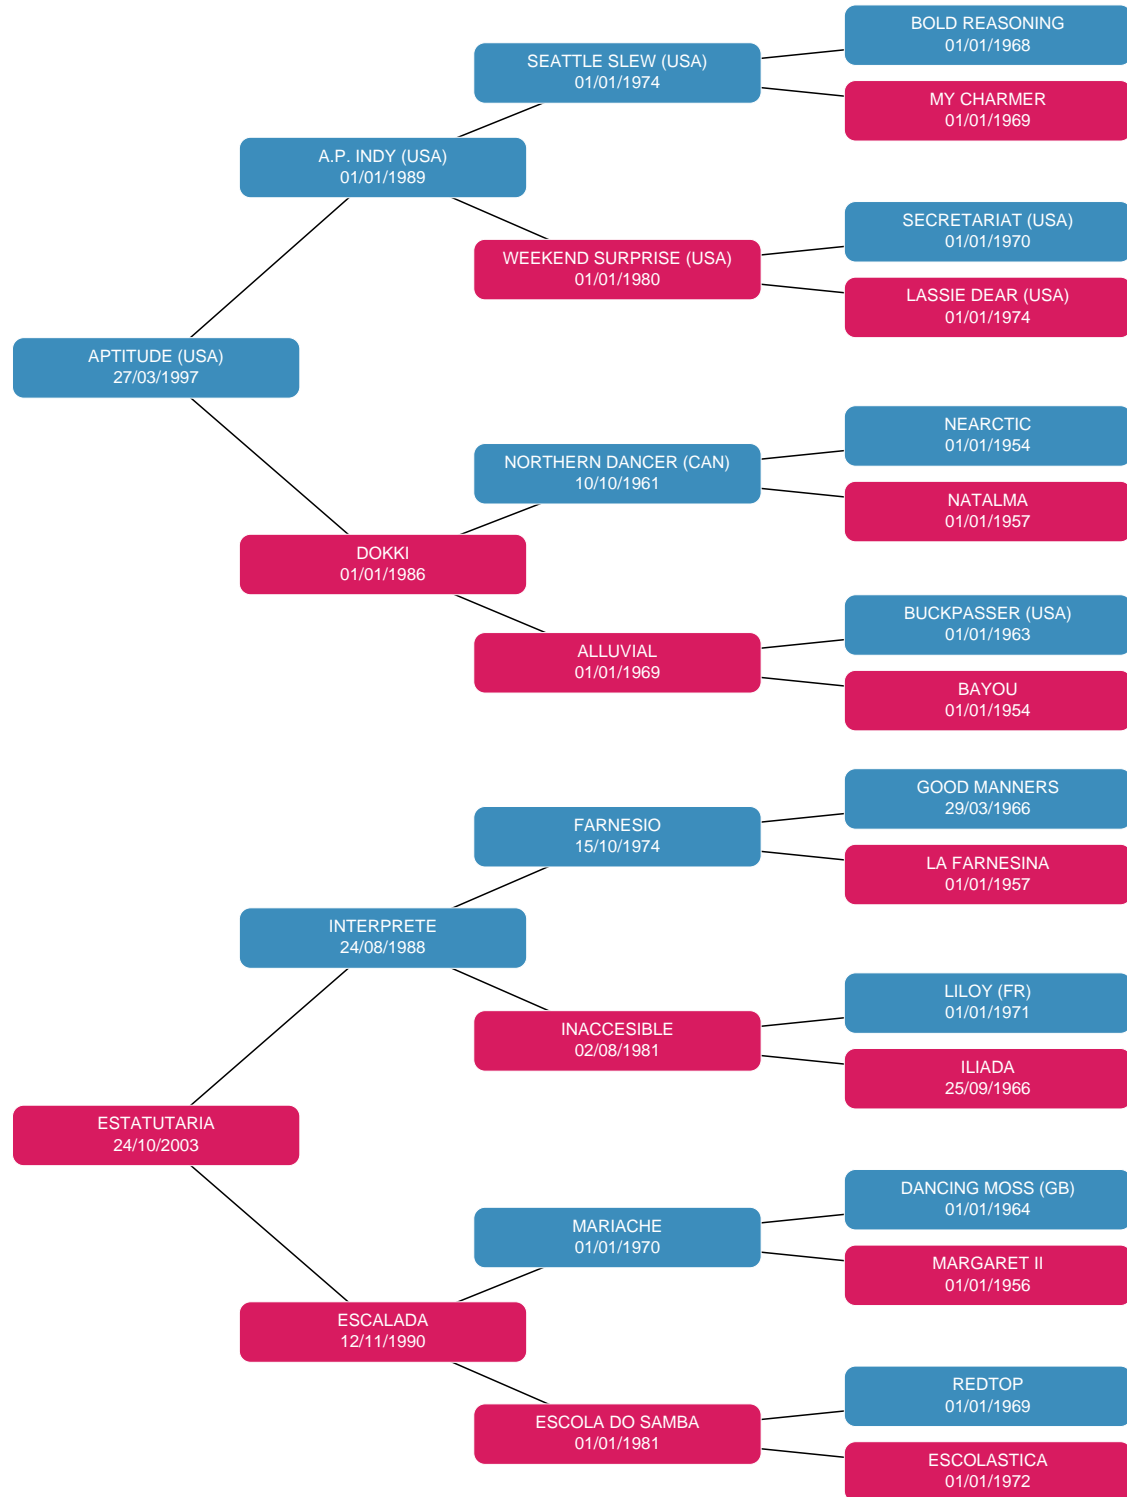 BOLD REASONING
01/01/1968
SEATTLE SLEW (USA)
01/01/1974
MY CHARMER
01/01/1969
A.P. INDY (USA)
01/01/1989
SECRETARIAT (USA)
01/01/1970
WEEKEND SURPRISE (USA)
01/01/1980
LASSIE DEAR (USA)
01/01/1974
APTITUDE (USA)
27/03/1997
NEARCTIC
01/01/1954
NORTHERN DANCER (CAN)
10/10/1961
NATALMA
01/01/1957
DOKKI
01/01/1986
BUCKPASSER (USA)
01/01/1963
ALLUVIAL
01/01/1969
BAYOU
01/01/1954
GOOD MANNERS
29/03/1966
FARNESIO
15/10/1974
LA FARNESINA
01/01/1957
INTERPRETE
24/08/1988
LILOY (FR)
01/01/1971
INACCESIBLE
02/08/1981
ILIADA
25/09/1966
ESTATUTARIA
24/10/2003
DANCING MOSS (GB)
01/01/1964
MARIACHE
01/01/1970
MARGARET II
01/01/1956
ESCALADA
12/11/1990
REDTOP
01/01/1969
ESCOLA DO SAMBA
01/01/1981
ESCOLASTICA
01/01/1972